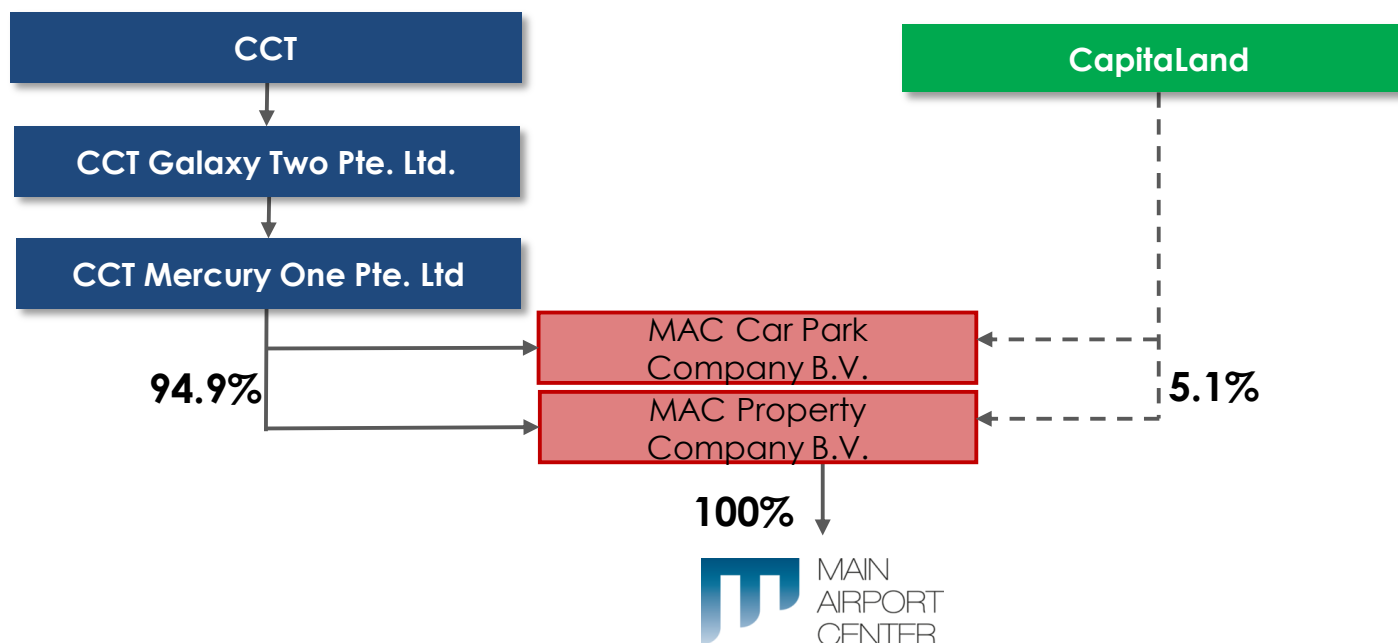 CCT
CapitaLand
CCT Galaxy Two Pte. Ltd.
CCT Mercury One Pte. Ltd
MAC Car Park
Company B.V.
94.9%
5.1%
MAC Property
Company B.V.
100%
MAIN
AIRPORT
CENTER